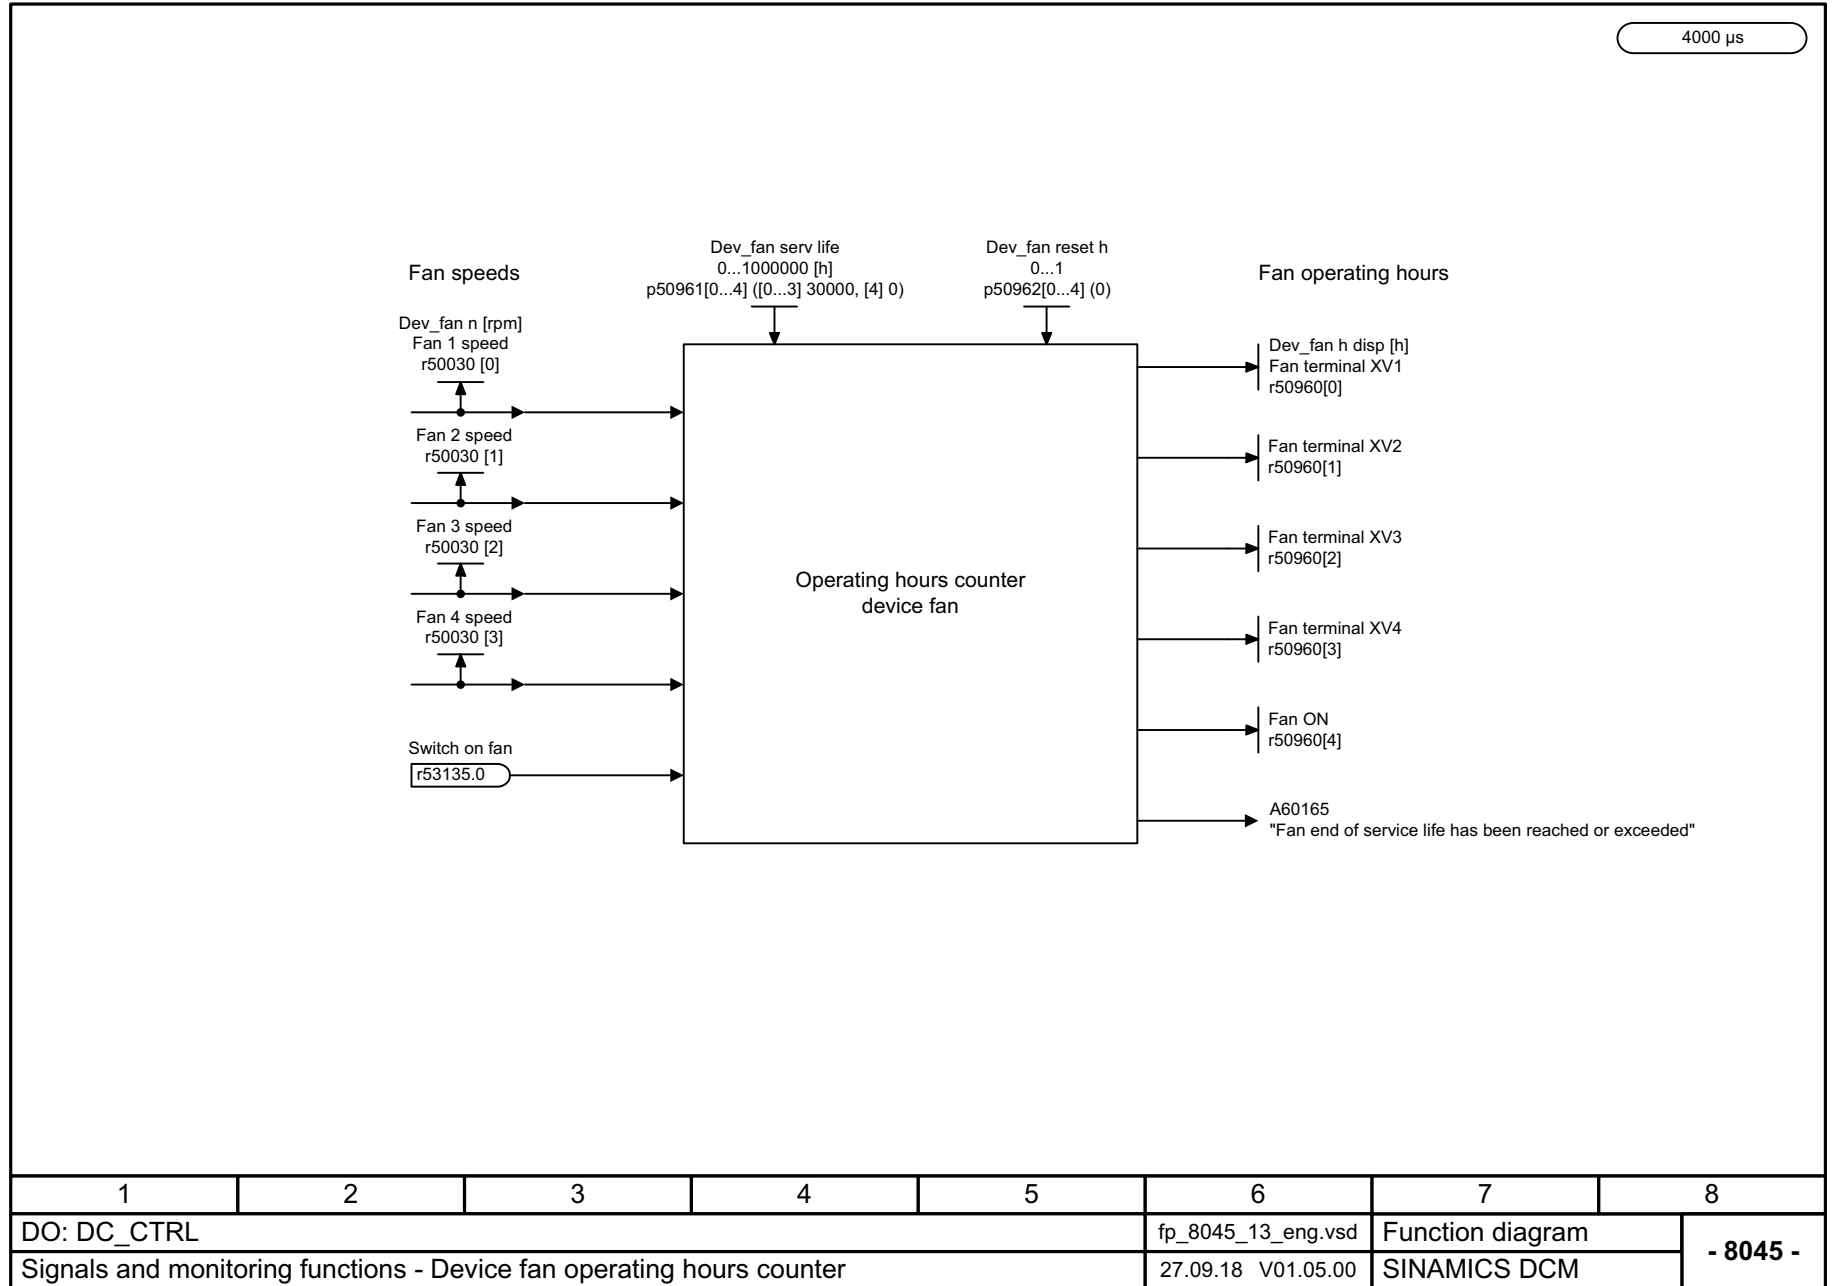 4000 µs
Fan speeds
Dev_fan serv life
0...1000000 [h]
p50961[0...4] ([0...3] 30000, [4] 0)
Dev_fan reset h
0...1
p50962[0...4] (0)
Fan operating hours
Dev_fan n [rpm]
Fan 1 speed
r50030 [0]
Fan 2 speed
r50030 [1]
Fan 3 speed
r50030 [2]
Fan 4 speed
r50030 [3]
Switch on fan
r53135.0
Operating hours counter
device fan
Dev_fan h disp [h]
Fan terminal XV1
r50960[0]
Fan terminal XV2
r50960[1]
Fan terminal XV3
r50960[2]
Fan terminal XV4
r50960[3]
Fan ON
r50960[4]
A60165
"Fan end of service life has been reached or exceeded"
1 2 3 4 5 6 7 8
DO: DC_CTRL fp_8045_13_eng.vsd Function diagram
- 8045 -
Signals and monitoring functions - Device fan operating hours counter 27.09.18 V01.05.00 SINAMICS DCM